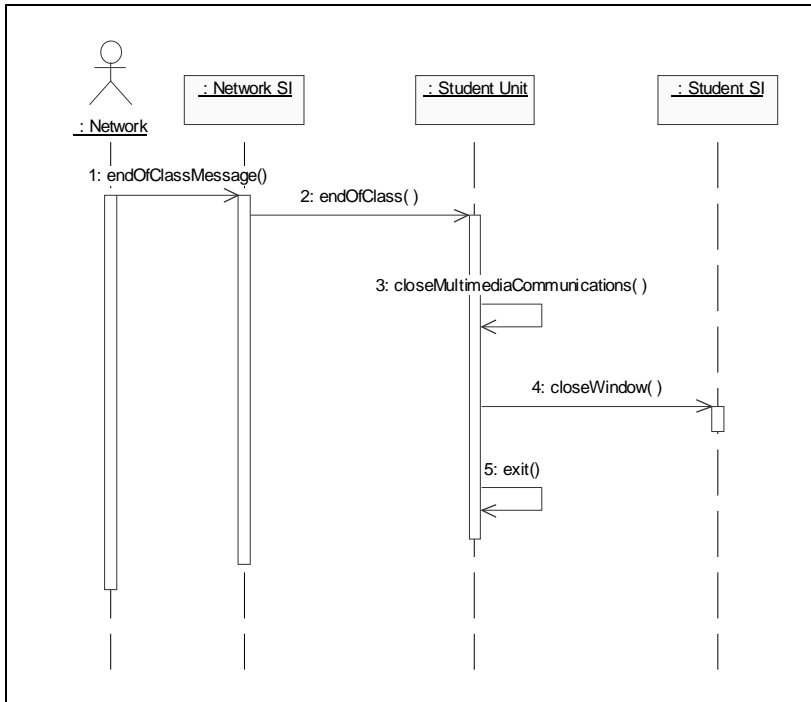 : Network SI
: Student Unit
: Student SI
: Network
1: endOfClassMessage()
2: endOfClass( )
3: closeMultimediaCommunications( )
4: closeWindow( )
5: exit()